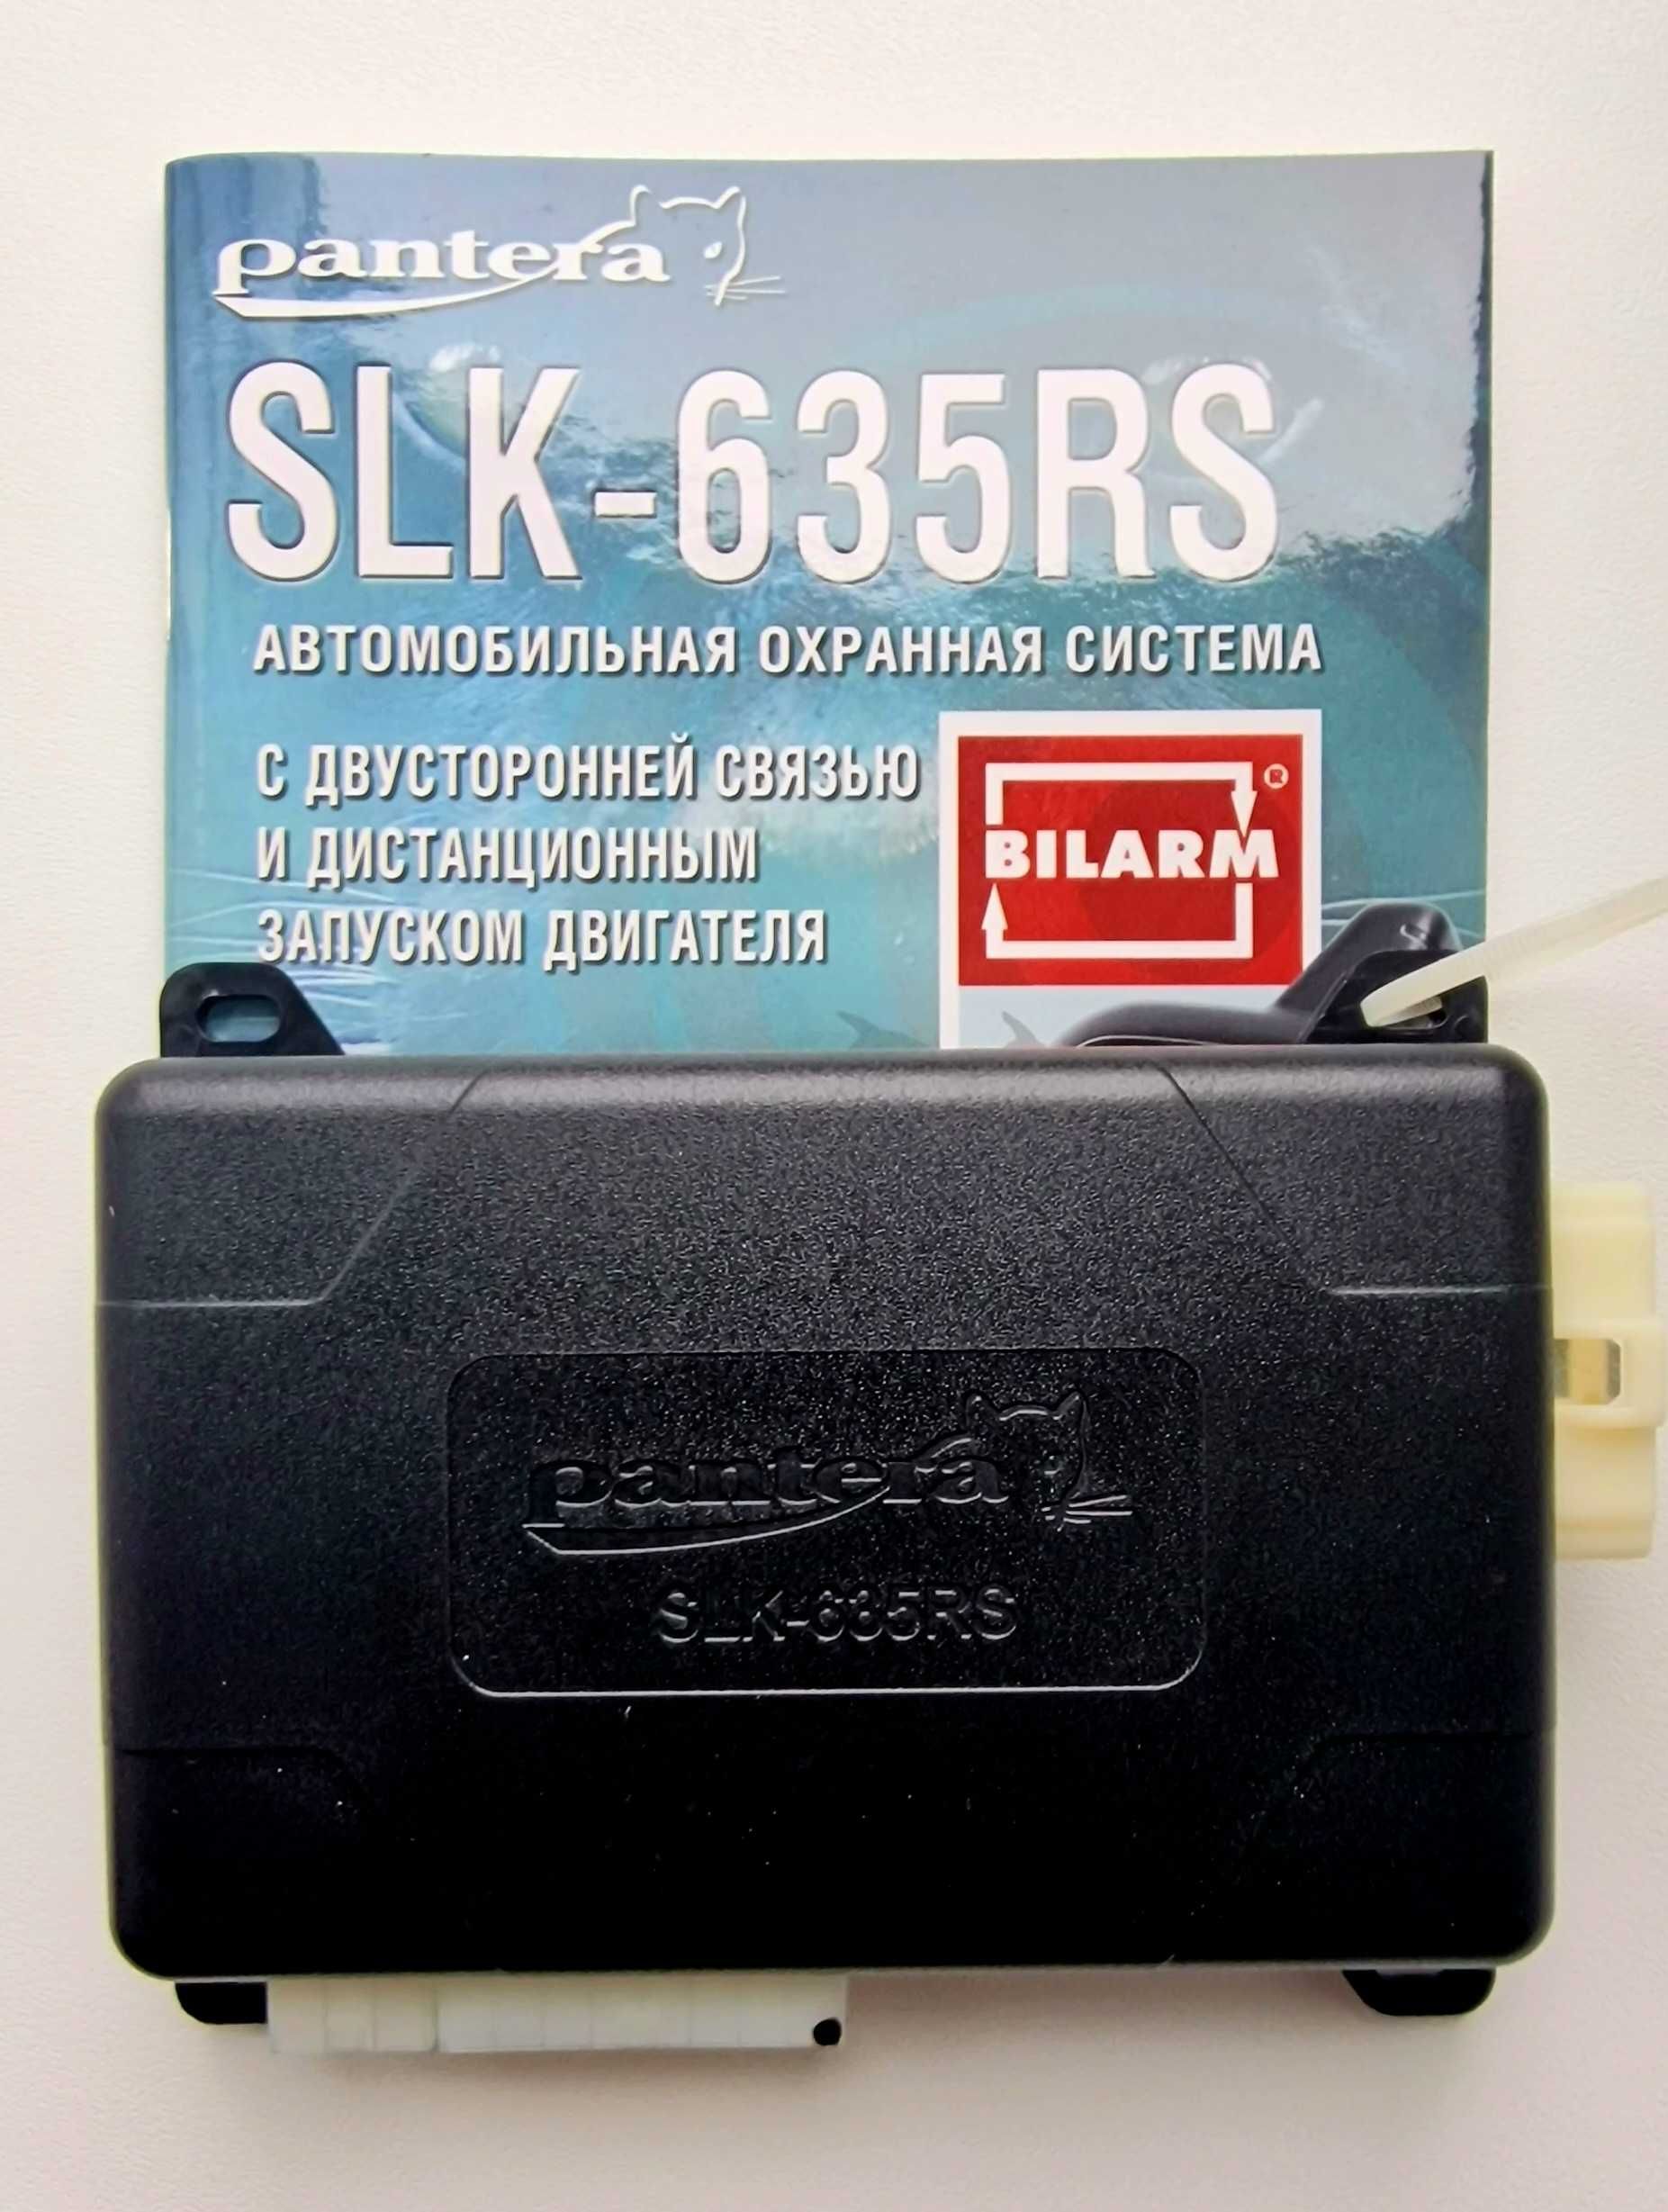 pantera
SLK-635RS
АВТОМОБИЛЬНАЯ ОХРАННАЯ СИСТЕМА
С ДВУСТОРОННЕЙ СВЯЗЬЮ
И ДИСТАНЦИОННЫМ
ЗАПУСКОМ ДВИГАТЕЛЯ
BILARM®
pantera
SLK-635RS